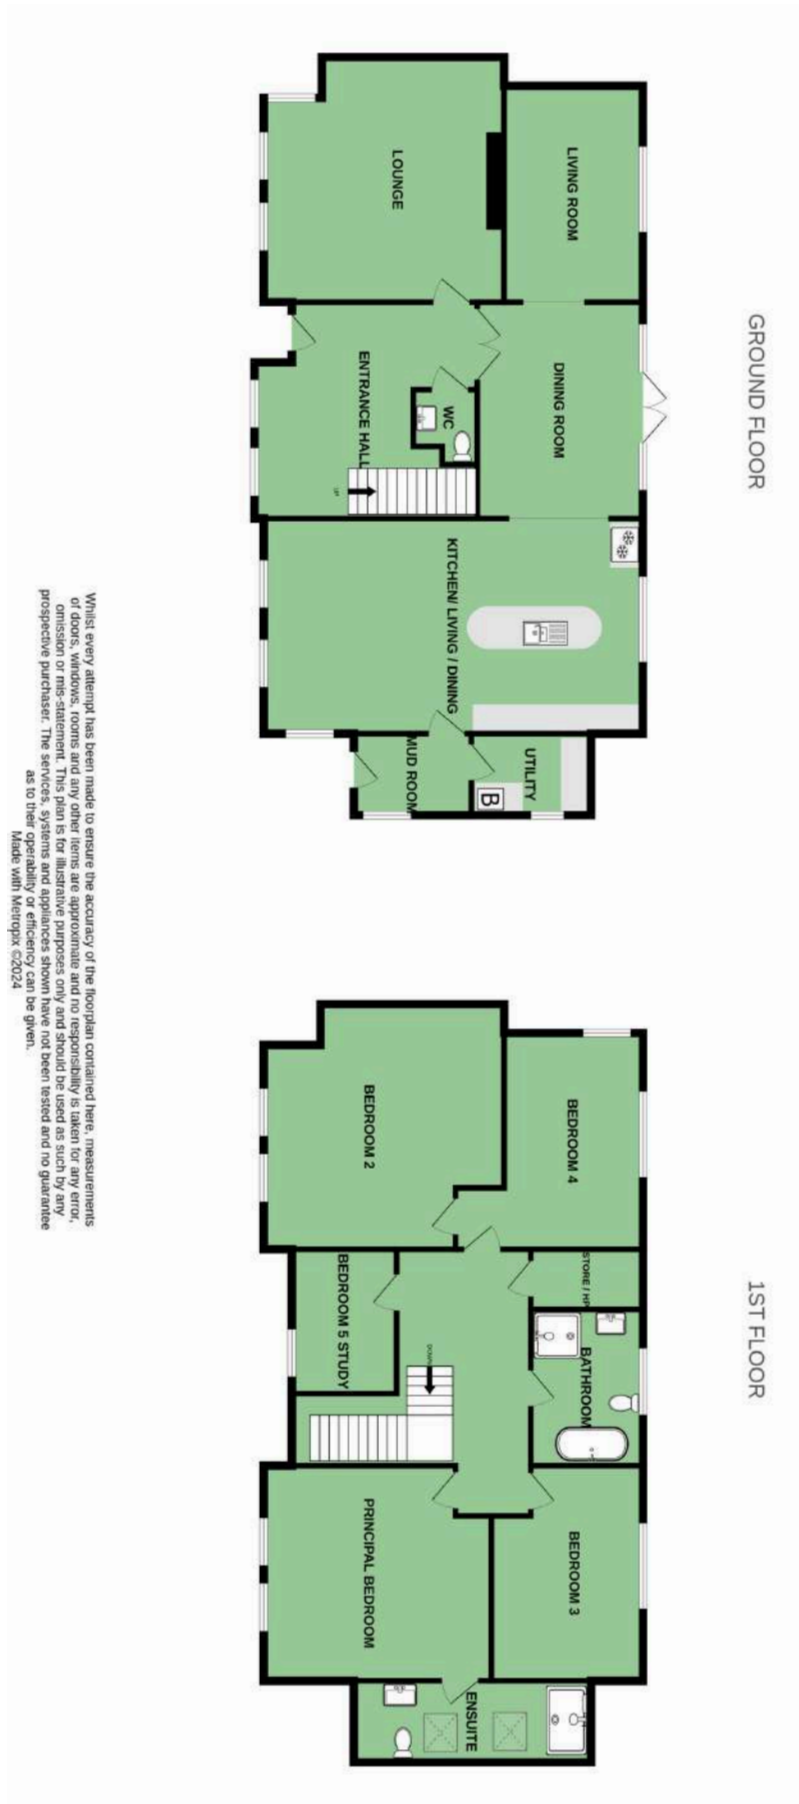 GROUND FLOOR
LIVING ROOM
LOUNGE
DINING ROOM
ENTRANCE HALL
WC
UP
KITCHEN/ LIVING / DINING
UTILITY
B
MUD ROOM
1ST FLOOR
BEDROOM 4
BEDROOM 2
STORE / HP
BEDROOM 5 STUDY
BATHROOM
DOWN
BEDROOM 3
PRINCIPAL BEDROOM
ENSUITE
Whilst every attempt has been made to ensure the accuracy of the floorplan contained here, measurements
of doors, windows, rooms and any other items are approximate and no responsibility is taken for any error,
omission or mis-statement. This plan is for illustrative purposes only and should be used as such by any
prospective purchaser. The services, systems and appliances shown have not been tested and no guarantee
as to their operability or efficiency can be given.
Made with Metropix ©2024